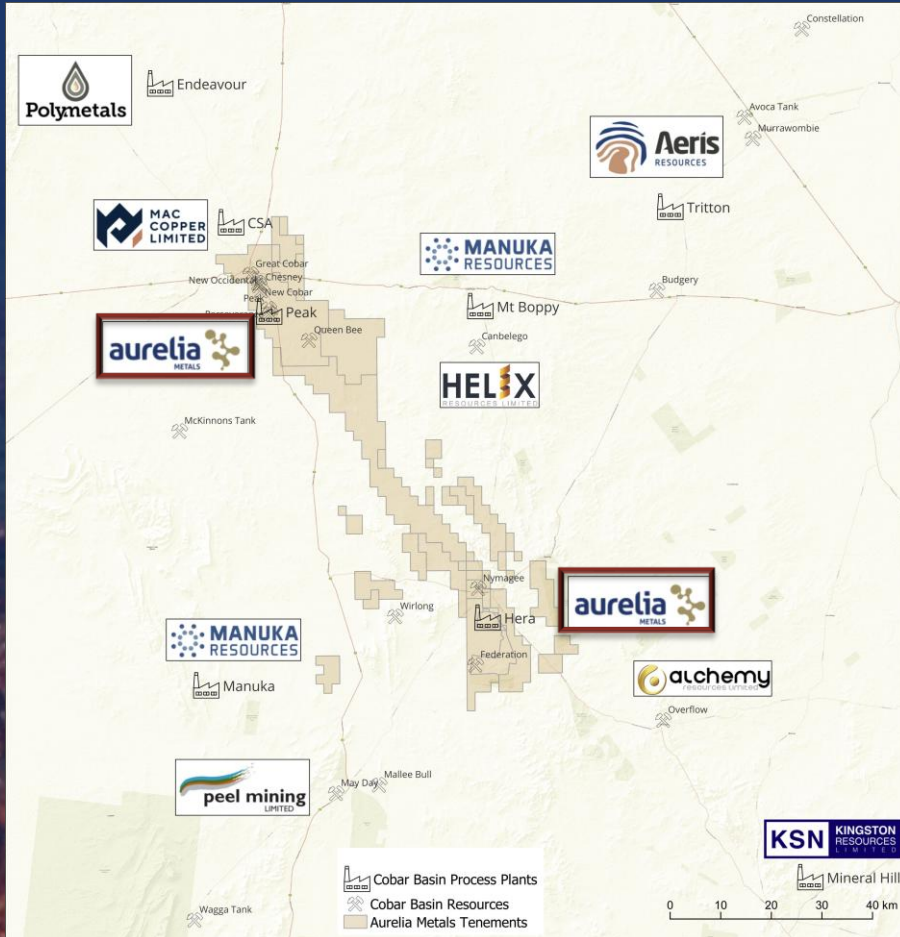 Constellation
Polymetals
Endeavour
Avoca Tank
Murrawombie
Aeris
RESOURCES
Tritton
MAC
COPPER
LIMITED
CSA
MANUKA
RESOURCES
Great Cobar
New Occidental
Chesney
New Cobar
Peak
Peak
Budgery
Mt Boppy
Queen Bee
Canbelego
aurelia
METALS
HELIX
RESOURCES LIMITED
McKinnons Tank
Nymagee
Wirlong
Hera
aurelia
METALS
MANUKA
RESOURCES
Federation
Manuka
alchemy
resources limited
Overflow
peel mining
LIMITED
May Day
Mallee Bull
KSN
KINGSTON
RESOURCES
LIMITED
Mineral Hill
Cobar Basin Process Plants
Cobar Basin Resources
Aurelia Metals Tenements
Wagga Tank
0 10 20 30 40 km